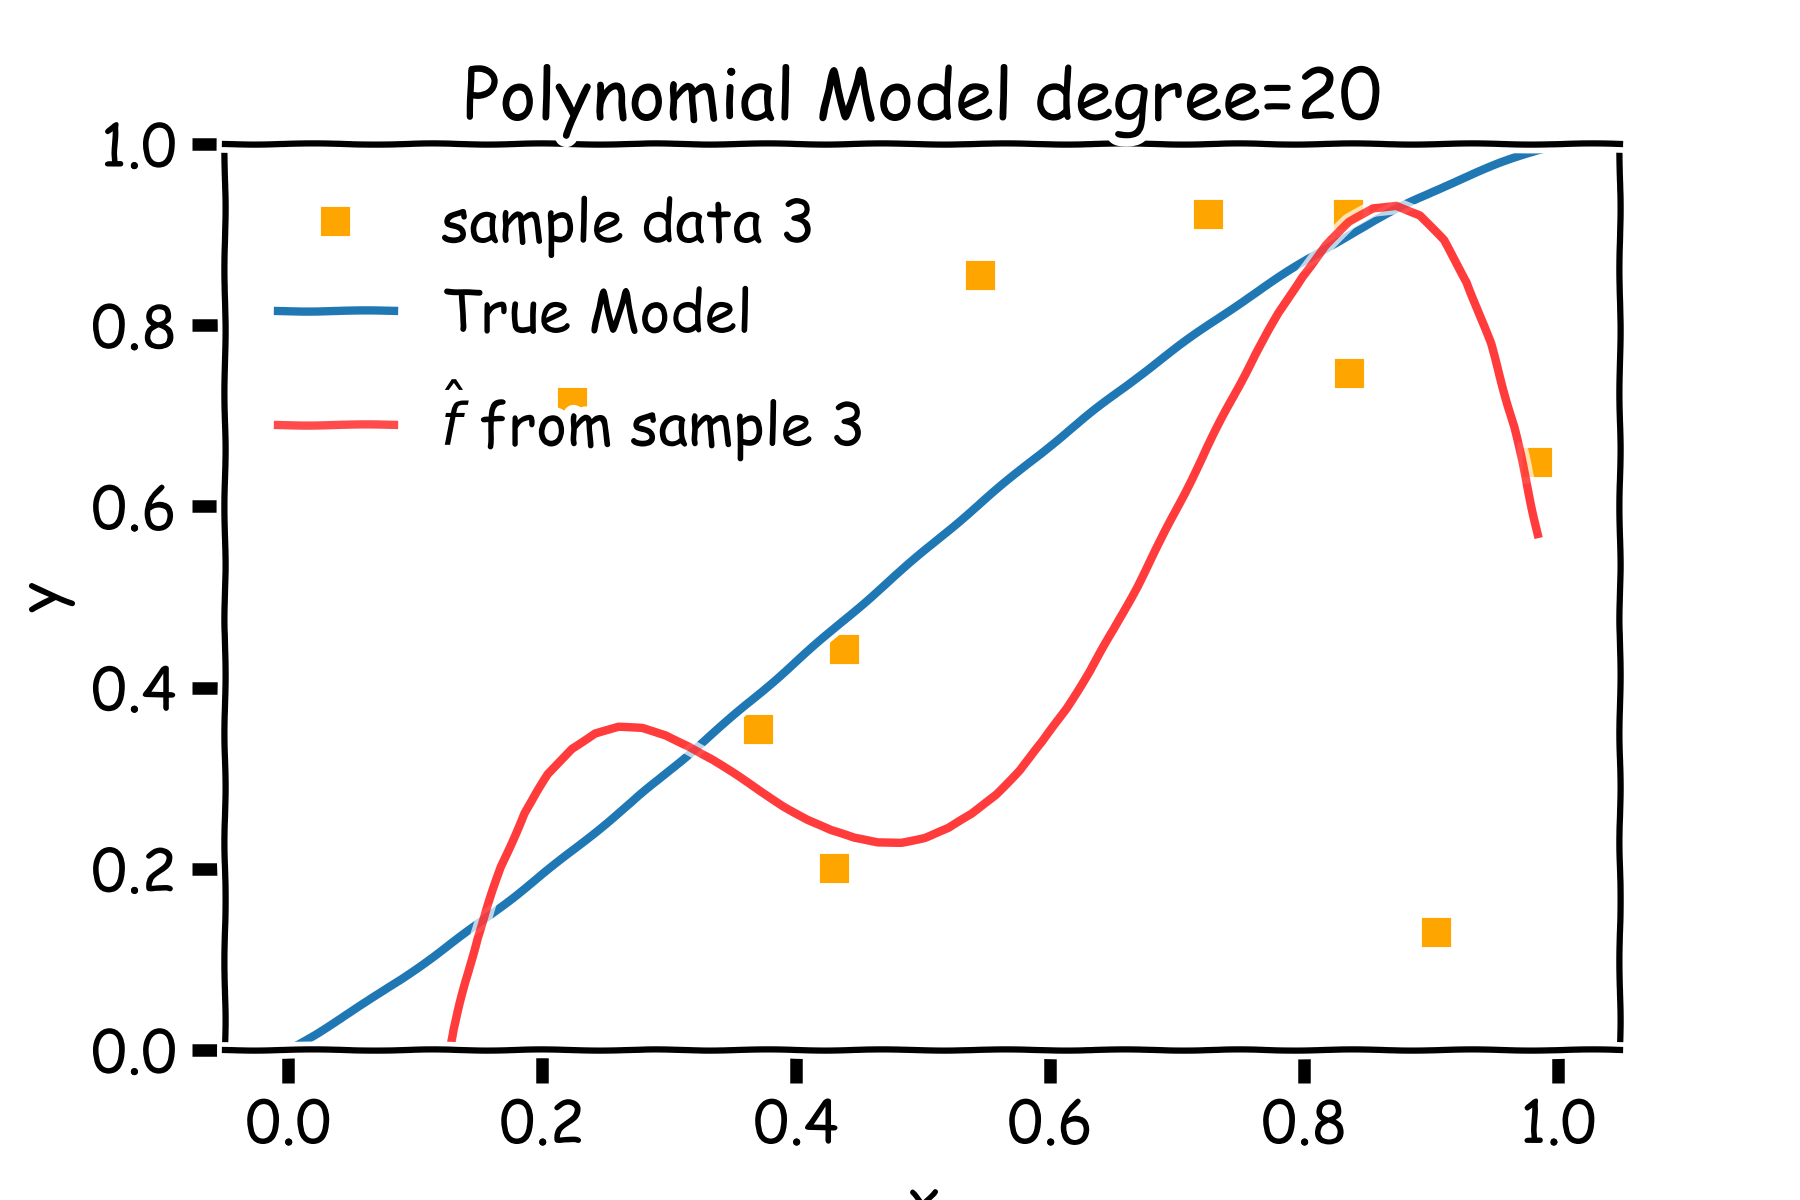 Polynomial Model degree=20
1.0
0.8
0.6
0.4
0.2
0.0
y
sample data 3
True Model
f̂ from sample 3
0.0 0.2 0.4 0.6 0.8 1.0
x